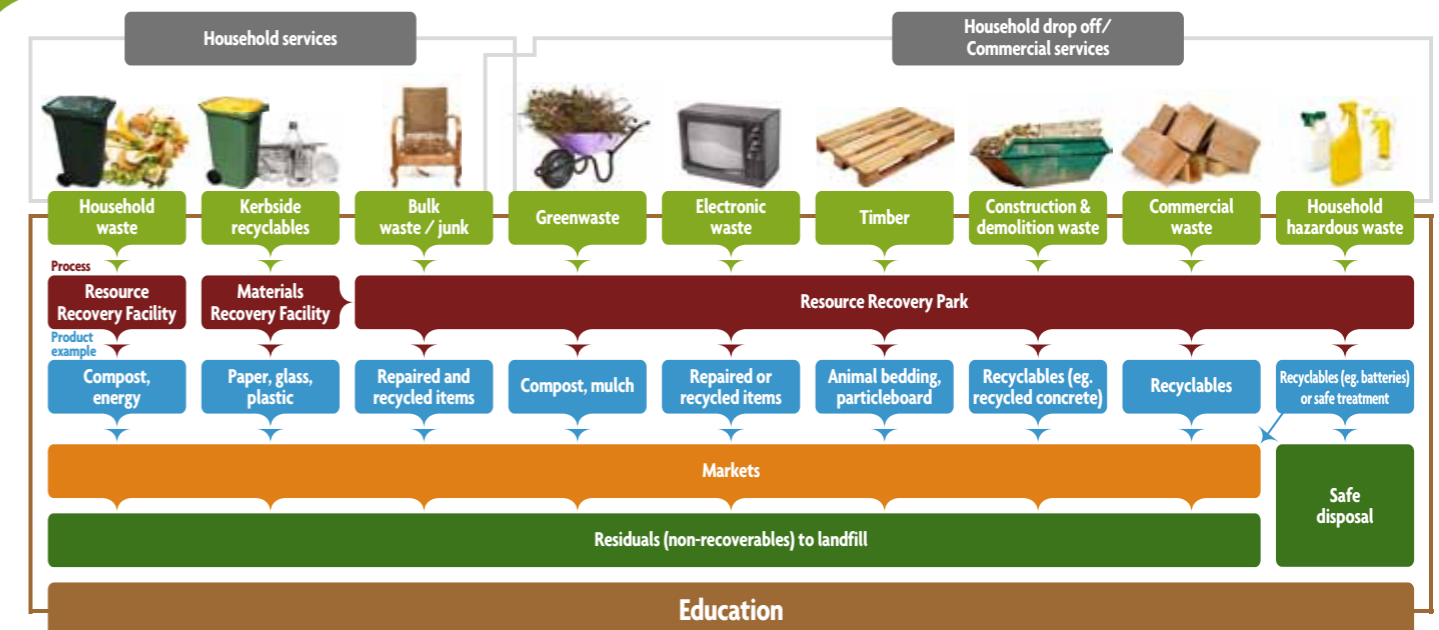 Household services
Household drop off/
Commercial services
Household
waste
Kerbside
recyclables
Bulk
waste / junk
Greenwaste
Electronic
waste
Timber
Construction &
demolition waste
Commercial
waste
Household
hazardous waste
Process
Resource
Recovery Facility
Materials
Recovery Facility
Resource Recovery Park
Product
example
Compost,
energy
Paper, glass,
plastic
Repaired and
recycled items
Compost, mulch
Repaired or
recycled items
Animal bedding,
particleboard
Recyclables (eg.
recycled concrete)
Recyclables
Recyclables (eg. batteries)
or safe treatment
Markets
Safe
disposal
Residuals (non-recoverables) to landfill
Education